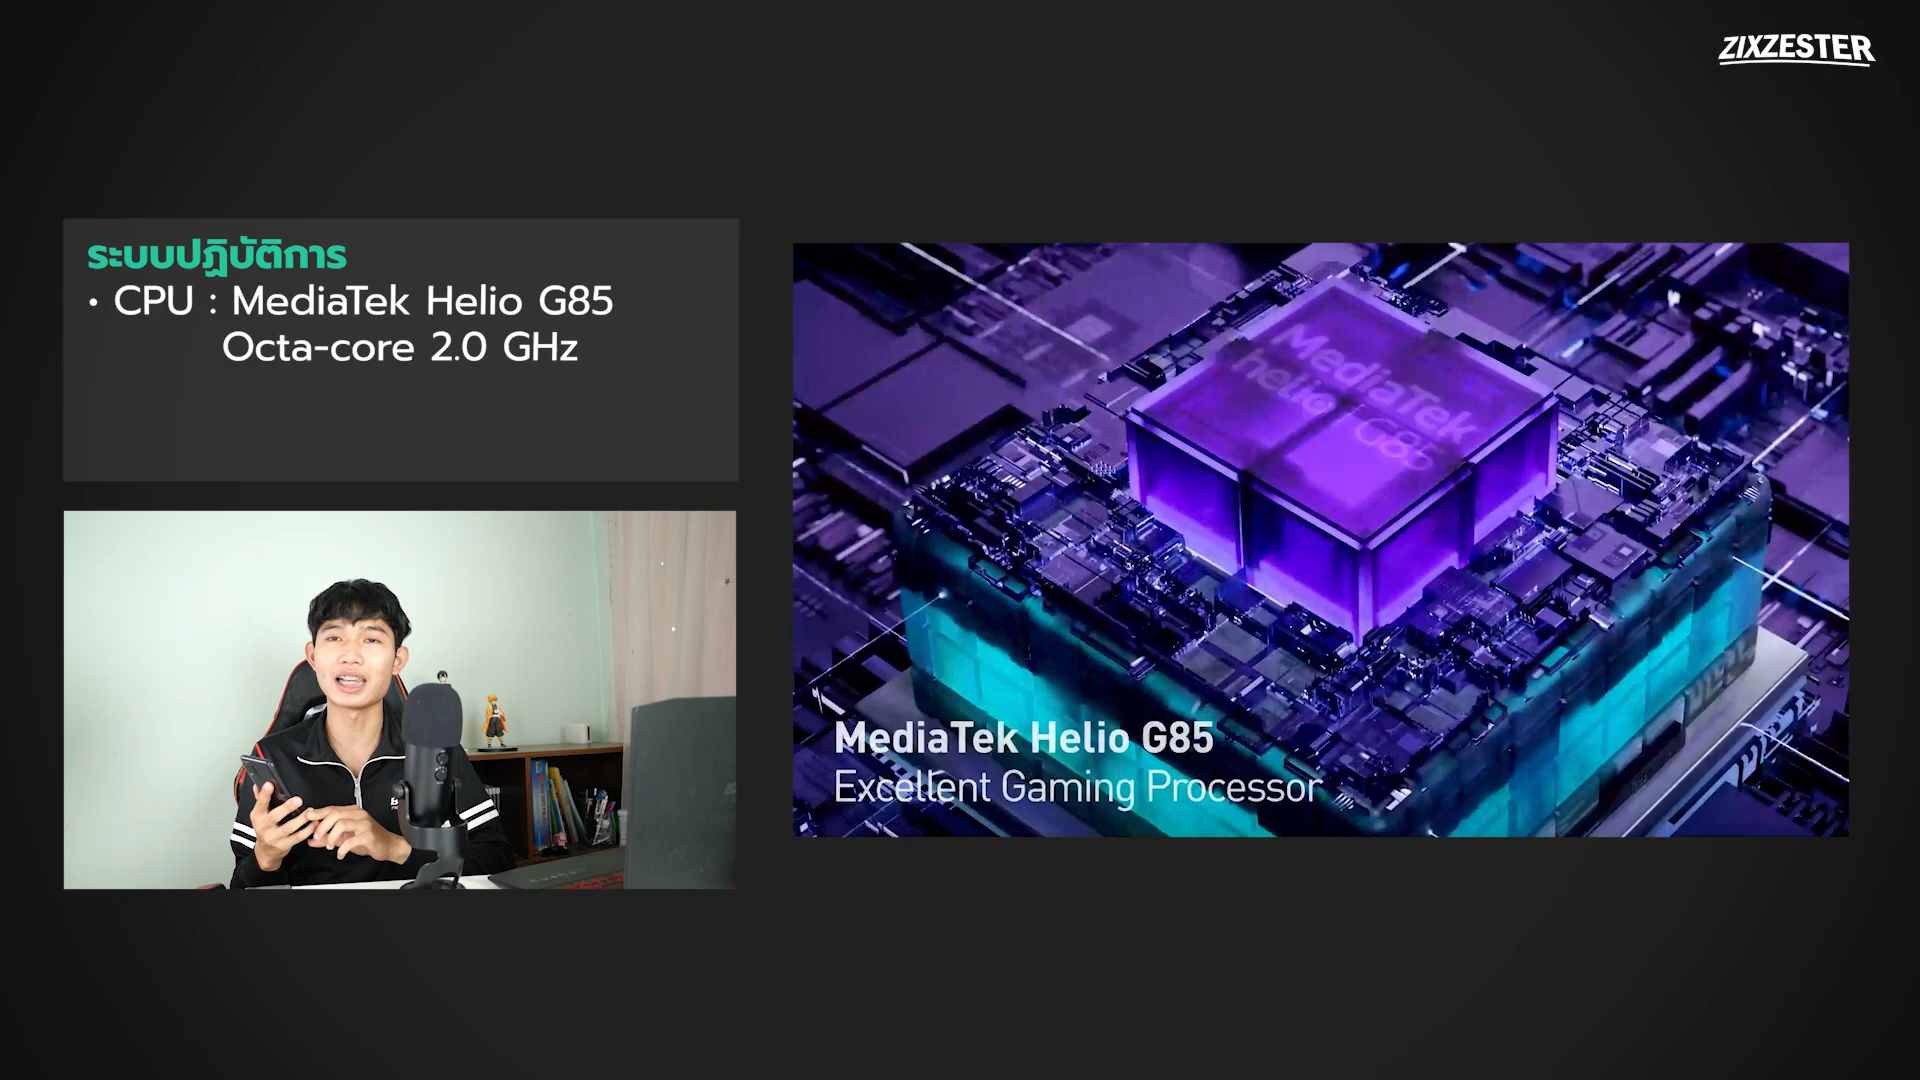 ZIXZESTER
ระบบปฏิบัติการ
• CPU : MediaTek Helio G85
Octa-core 2.0 GHz
MediaTek
helio G85
MediaTek Helio G85
Excellent Gaming Processor